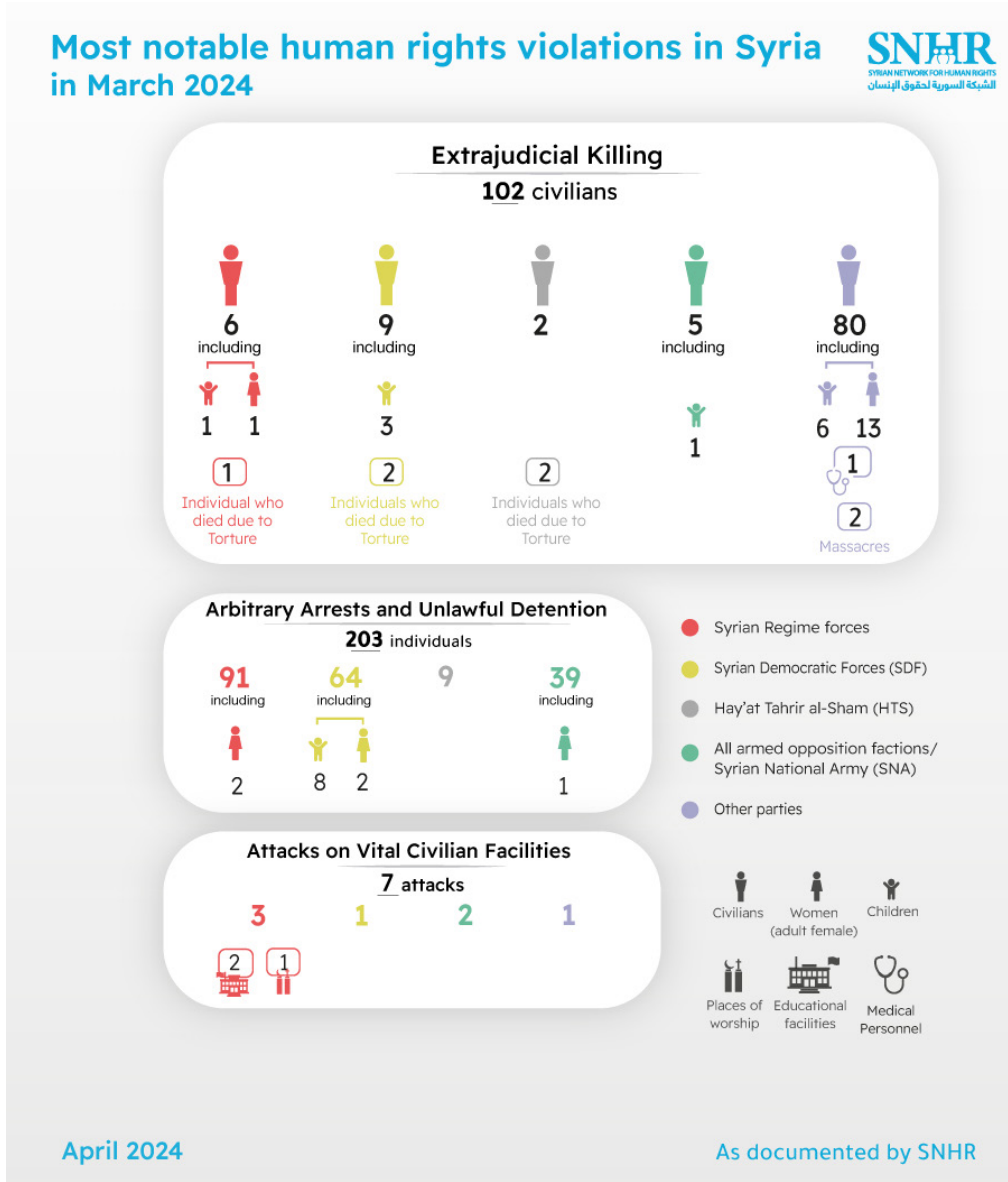 Most notable human rights violations in Syria
in March 2024
SNHR
SYRIAN NETWORK FOR HUMAN RIGHTS
الشبكة السورية لحقوق الإنسان
Extrajudicial Killing
102 civilians
6
including
1 1
1
Individual who
died due to
Torture
9
including
3
2
Individuals who
died due to
Torture
2
2
Individuals who
died due to
Torture
5
including
1
80
including
6 13
1
2
Massacres
Arbitrary Arrests and Unlawful Detention
203 individuals
91
including
2
64
including
8 2
9
39
including
1
Syrian Regime forces
Syrian Democratic Forces (SDF)
Hay'at Tahrir al-Sham (HTS)
All armed opposition factions/
Syrian National Army (SNA)
Other parties
Attacks on Vital Civilian Facilities
7 attacks
3 1 2 1
2 1
Civilians
Women
(adult female)
Children
Places of
worship
Educational
facilities
Medical
Personnel
April 2024
As documented by SNHR